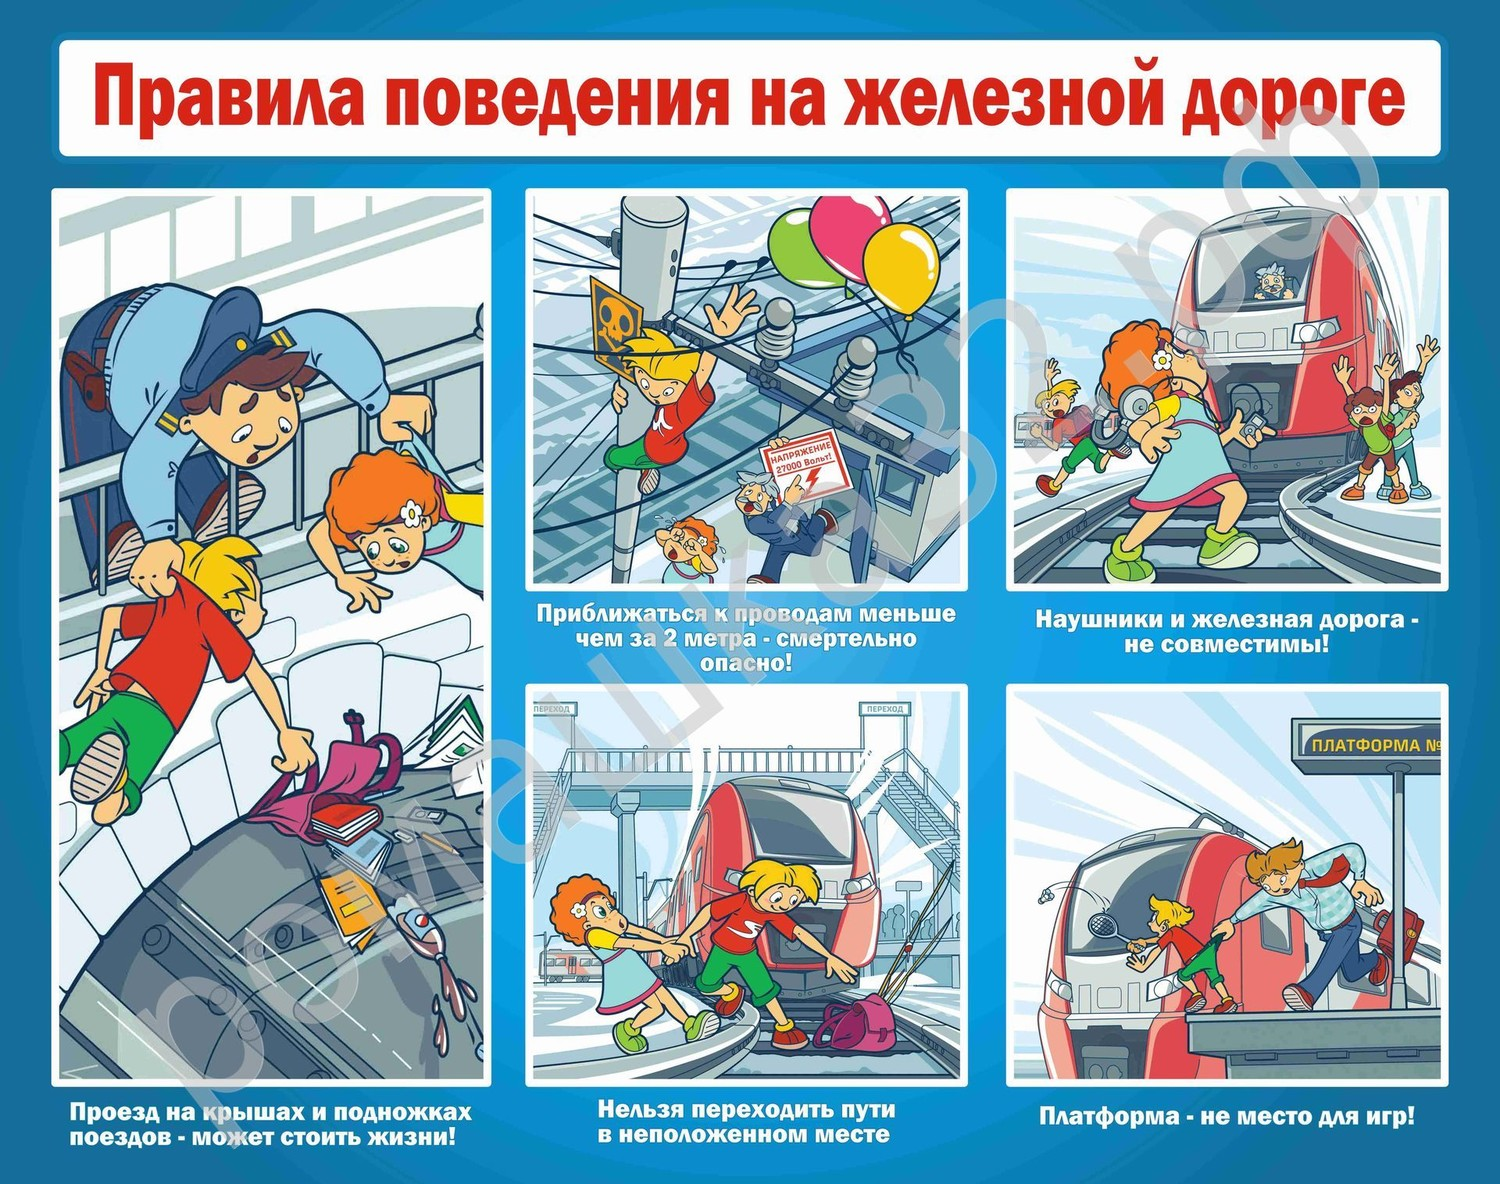 Правила поведения на железной дороге
НАПРЯЖЕНИЕ
27000 Вольт!
Приближаться к проводам меньше
чем за 2 метра - смертельно
опасно!
Наушники и железная дорога -
не совместимы!
ПЕРЕХОД
ПЕРЕХОД
ПЛАТФОРМА №
Проезд на крышах и подножках
поездов - может стоить жизни!
Нельзя переходить пути
в неположенном месте
Платформа - не место для игр!
ромашка37.рф